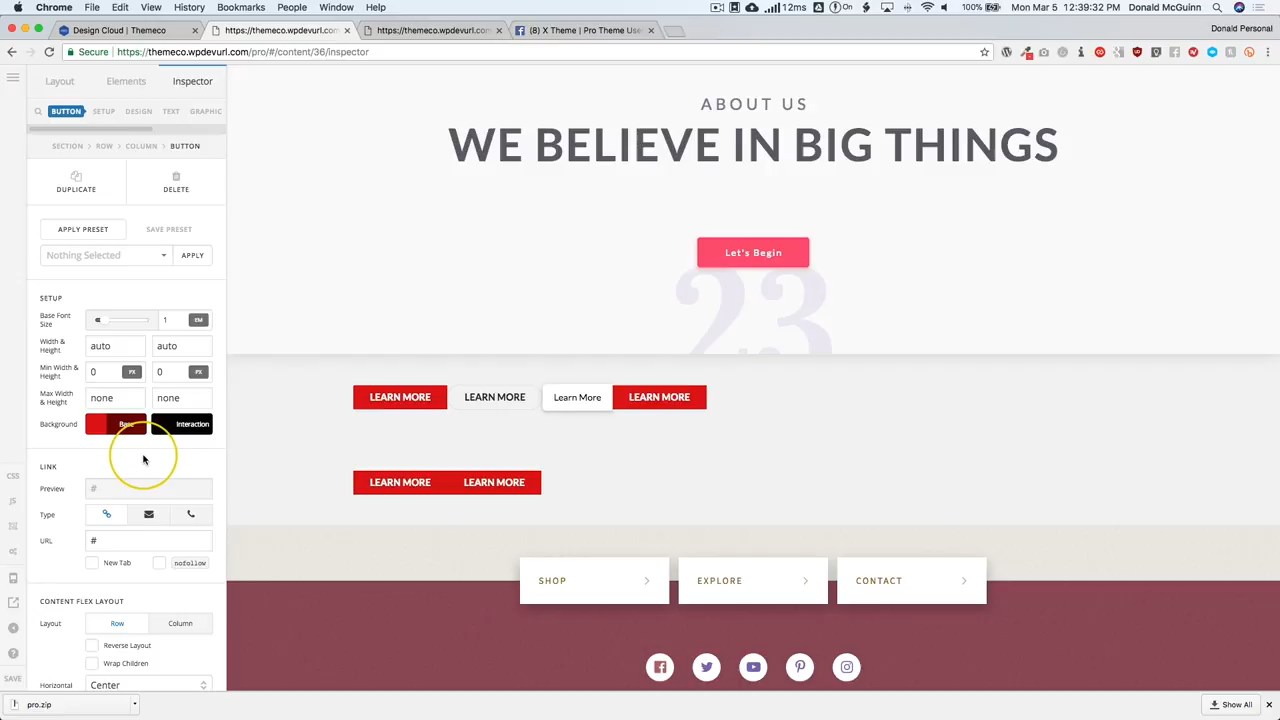 Chrome File Edit View History Bookmarks People Window Help 12ms On 100% Mon Mar 5 12:39:32 Donald McGuinn
Design Cloud | Themeco https://themeco.wpdevurl.com/pro https://themeco.wpdevurl.com (8) X Theme | Pro Theme Use Donald Personal
Secure https://themeco.wpdevurl.com/pro/#/content/36/inspector
Layout Elements Inspector
BUTTON SETUP DESIGN TEXT GRAPHIC
SECTION ROW COLUMN BUTTON
DUPLICATE DELETE
APPLY PRESET SAVE PRESET
Nothing Selected APPLY
SETUP
Base Font Size 1 EM
Width & Height auto auto
Min Width & Height 0 PX 0 PX
Max Width & Height none none
Background Base Interaction
LINK
Preview #
Type
URL #
New Tab nofollow
CONTENT FLEX LAYOUT
Layout Row Column
Reverse Layout
Wrap Children
Horizontal Center
CSS
JS
SAVE
ABOUT US
WE BELIEVE IN BIG THINGS
Let's Begin
23
LEARN MORE LEARN MORE Learn More LEARN MORE
LEARN MORE LEARN MORE
SHOP EXPLORE CONTACT
pro.zip Show All